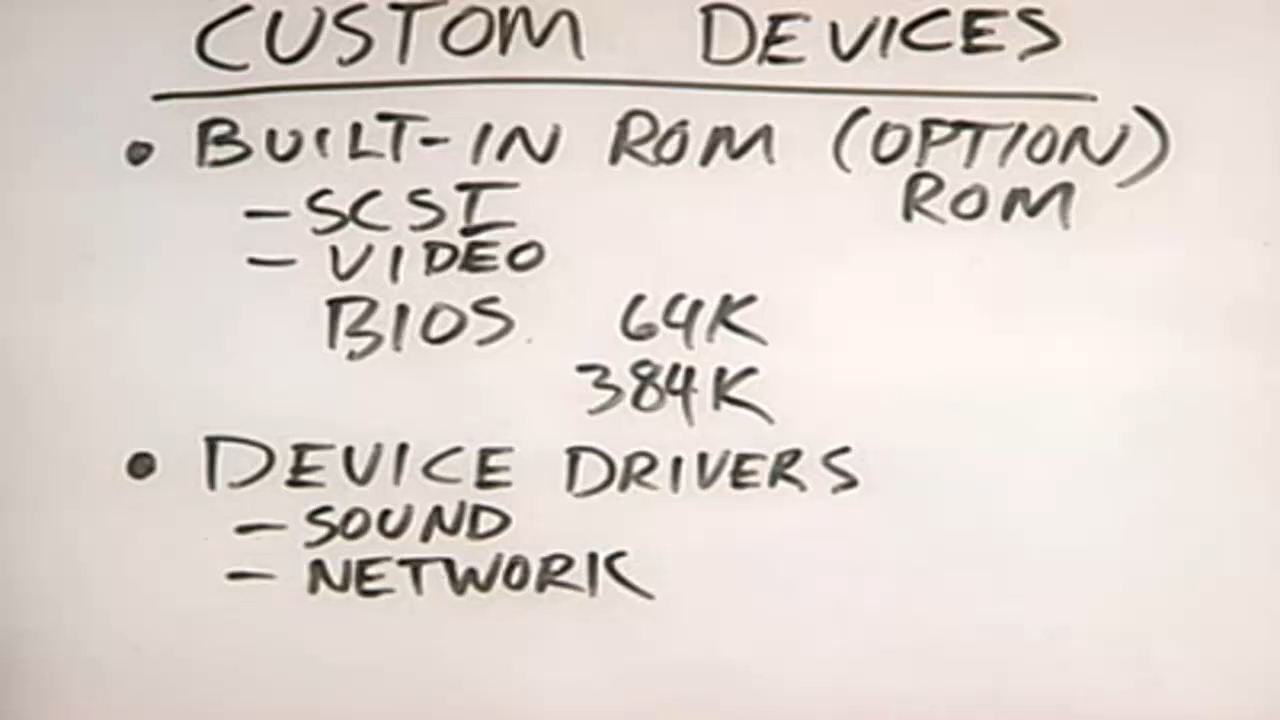 CUSTOM DEVICES
• BUILT-IN ROM (OPTION)
ROM
- SCSI
- VIDEO
BIOS 64K
384K
• DEVICE DRIVERS
- SOUND
- NETWORK